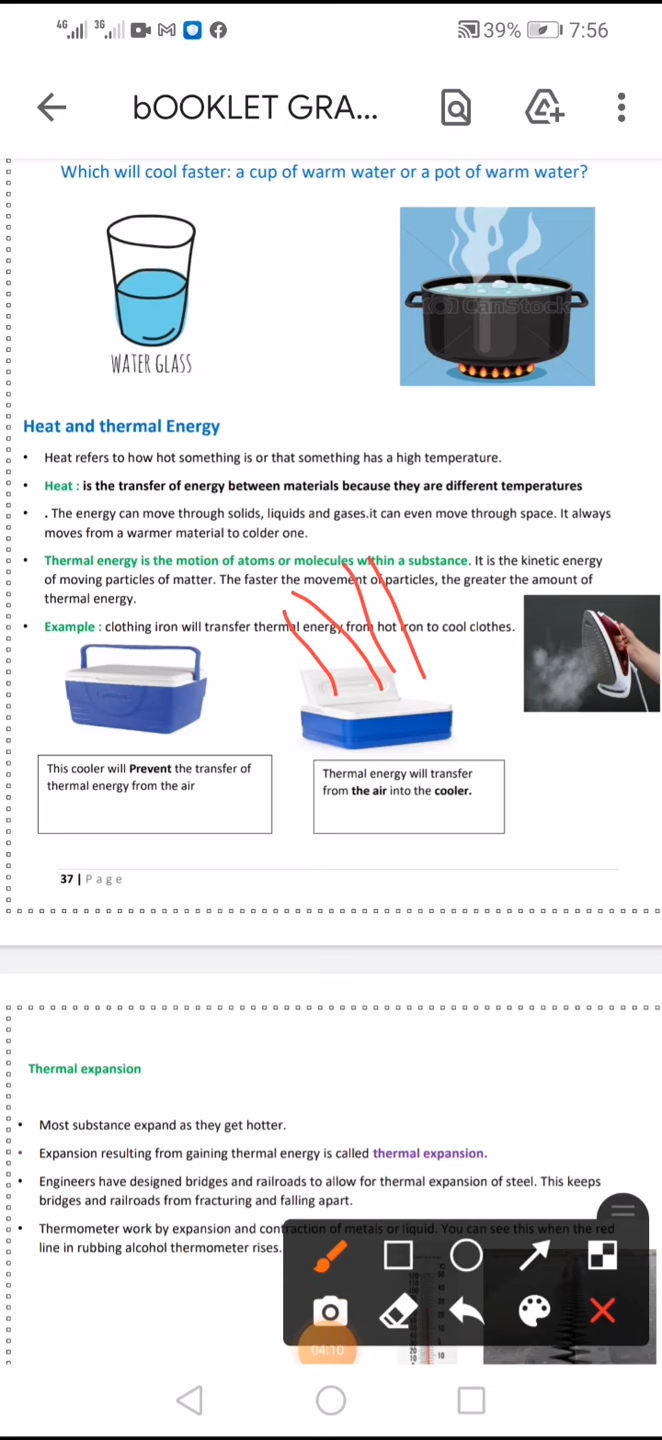 4G 3G 39% 7:56
bOOKLET GRA...
Which will cool faster: a cup of warm water or a pot of warm water?
CanStock
WATER GLASS
Heat and thermal Energy
• Heat refers to how hot something is or that something has a high temperature.
• Heat : is the transfer of energy between materials because they are different temperatures
• . The energy can move through solids, liquids and gases.it can even move through space. It always
moves from a warmer material to colder one.
• Thermal energy is the motion of atoms or molecules within a substance. It is the kinetic energy
of moving particles of matter. The faster the movement of particles, the greater the amount of
thermal energy.
• Example : clothing iron will transfer thermal energy from hot iron to cool clothes.
This cooler will Prevent the transfer of
thermal energy from the air
Thermal energy will transfer
from the air into the cooler.
37 | Page
Thermal expansion
• Most substance expand as they get hotter.
• Expansion resulting from gaining thermal energy is called thermal expansion.
• Engineers have designed bridges and railroads to allow for thermal expansion of steel. This keeps
bridges and railroads from fracturing and falling apart.
• Thermometer work by expansion and contraction of metals or liquid. You can see this when the red
line in rubbing alcohol thermometer rises.
04:10